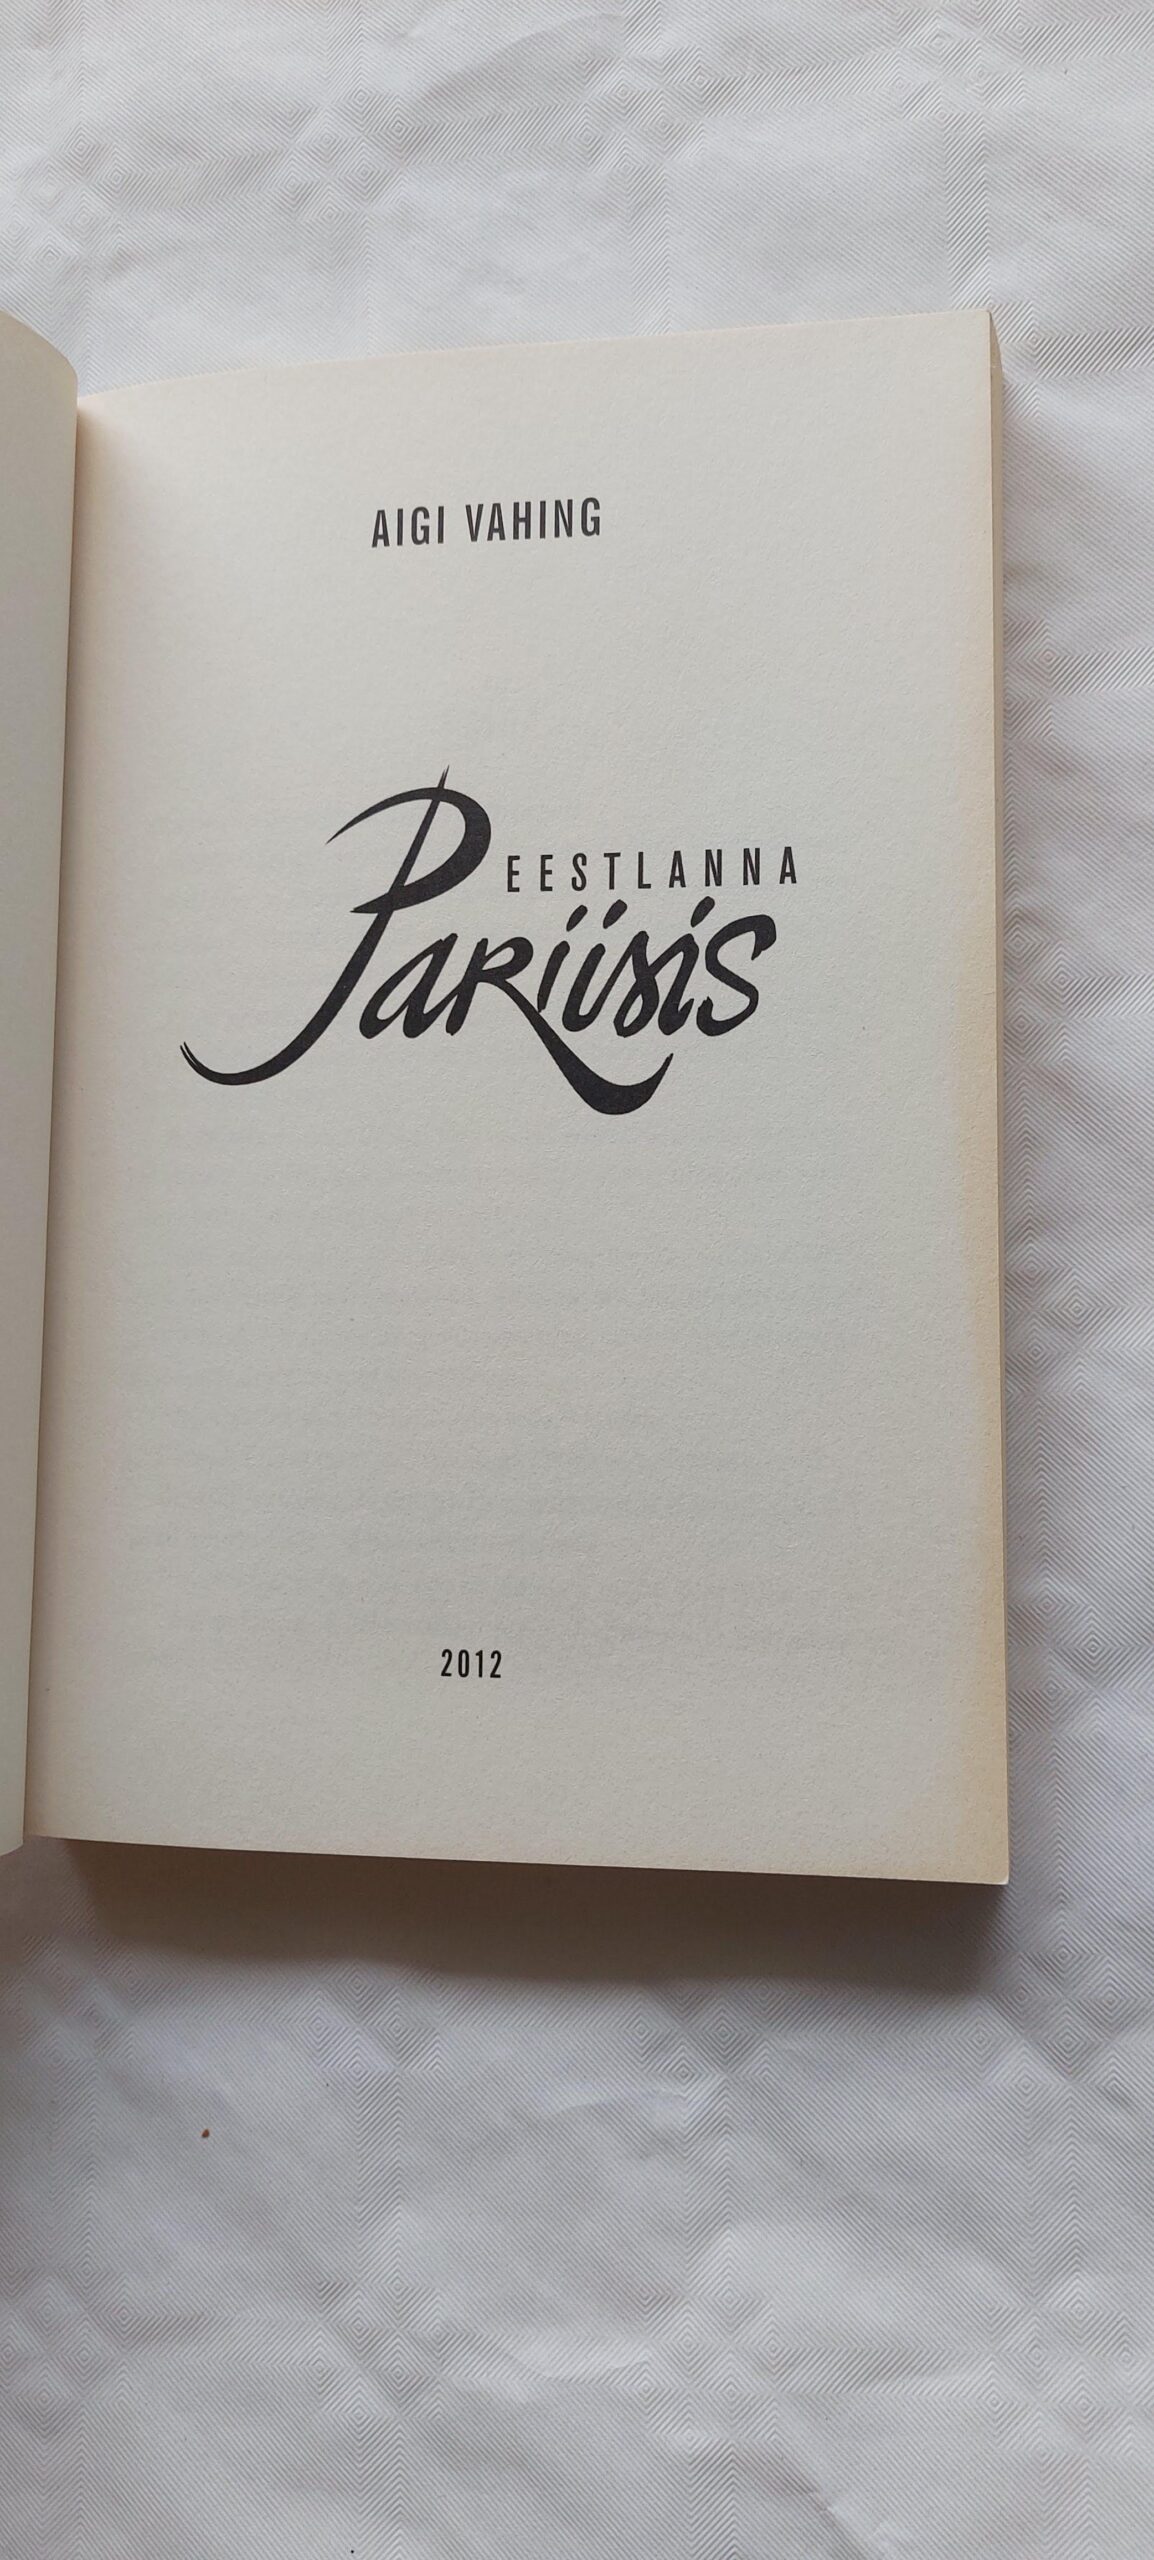 AIGI VAHING
EESTLANNA
Pariisis
2012